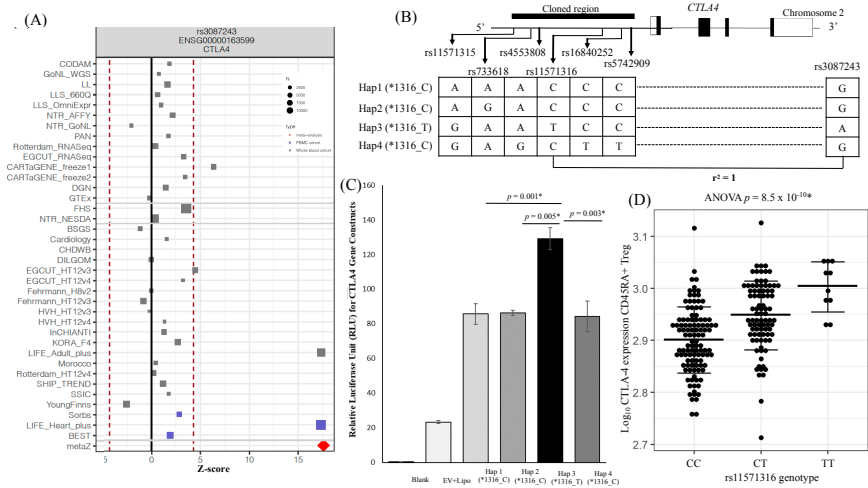 (A)
rs3087243
ENSG00000163599
CTLA4
CODAM
GoNL_WGS
LL
LLS_660Q
LLS_OmniExpr
NTR_AFFY
NTR_GoNL
PAN
Rotterdam_RNASeq
EGCUT_RNASeq
CARTaGENE_freeze1
CARTaGENE_freeze2
DGN
GTEx
FHS
NTR_NESDA
BSGS
Cardiology
CHDWB
DILGOM
EGCUT_HT12v3
EGCUT_HT12v4
Fehrmann_H8v2
Fehrmann_HT12v3
HVH_HT12v3
HVH_HT12v4
InCHIANTI
KORA_F4
LIFE_Adult_plus
Morocco
Rotterdam_HT12v4
SHIP_TREND
SSIC
YoungFinns
Sorbs
LIFE_Heart_plus
BEST
metaZ
-5 0 5 10 15
Z-score
N
2500
5000
7500
10000
type
meta-analysis
PBMC cohort
Whole blood cohort
(B)
Cloned region
CTLA4
Chromosome 2
5’
3’
rs11571315
rs4553808
rs16840252
rs733618
rs11571316
rs5742909
rs3087243
Hap1 (*1316_C) A A A C C C G
Hap2 (*1316_C) A G A C C C G
Hap3 (*1316_T) G A A T C C A
Hap4 (*1316_C) G A G C T T G
r² = 1
(C)
Relative Luciferase Unit (RLU) for CTLA4 Gene Constructs
160
140
120
100
80
60
40
20
0
p = 0.001*
p = 0.005*
p = 0.003*
Blank
EV+Lipo
Hap 1
(*1316_C)
Hap 2
(*1316_C)
Hap 3
(*1316_T)
Hap 4
(*1316_C)
(D)
ANOVA p = 8.5 x 10-10*
Log10 CTLA-4 expression CD45RA+ Treg
3.1
3.0
2.9
2.8
2.7
CC CT TT
rs11571316 genotype